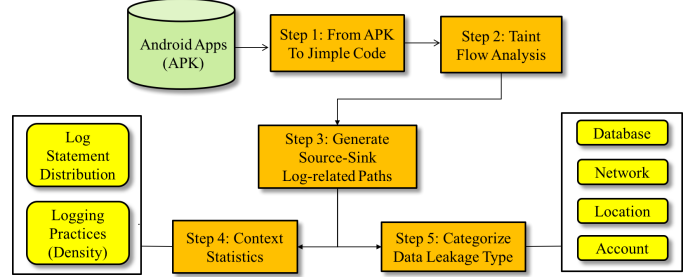 Android Apps
(APK)
Step 1: From APK
To Jimple Code
Step 2: Taint
Flow Analysis
Step 3: Generate
Source-Sink
Log-related Paths
Log
Statement
Distribution
Logging
Practices
(Density)
Step 4: Context
Statistics
Step 5: Categorize
Data Leakage Type
Database
Network
Location
Account